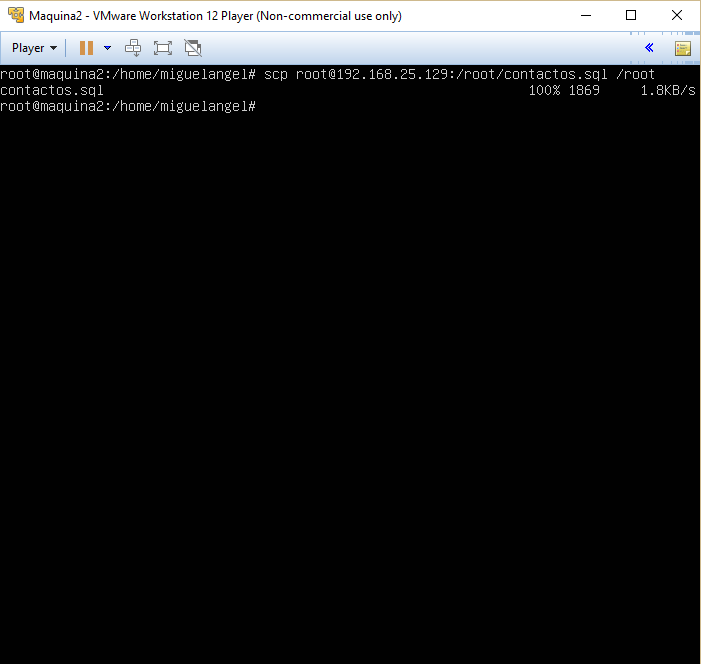 Maquina2 - VMware Workstation 12 Player (Non-commercial use only)
Player
root@maquina2:/home/miguelangel# scp root@192.168.25.129:/root/contactos.sql /root
contactos.sql 100% 1869 1.8KB/s
root@maquina2:/home/miguelangel#